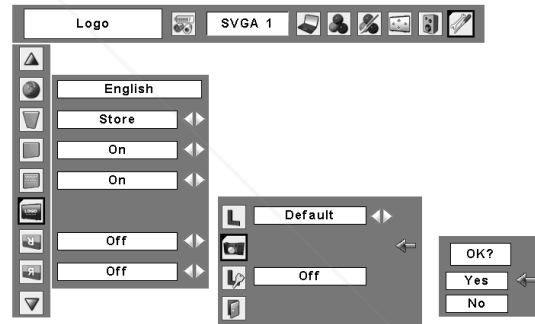 Logo
SVGA 1
English
Store
On
On
Off
Off
Default
Off
OK?
Yes
No